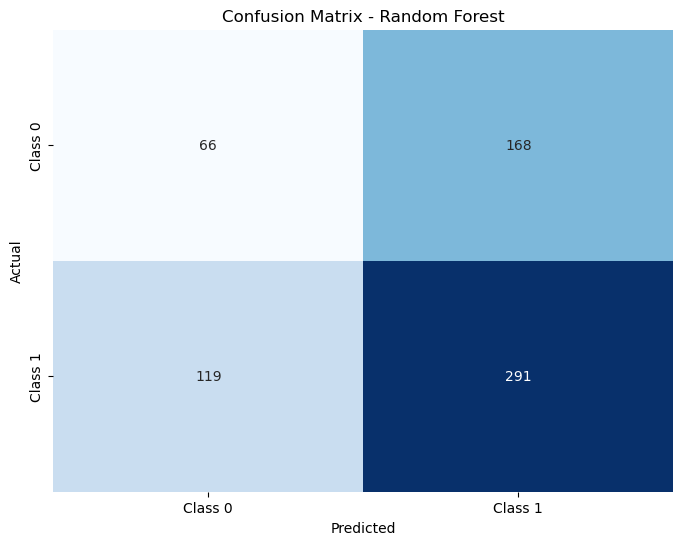 Confusion Matrix - Random Forest
Actual
Class 0
66
168
Class 1
119
291
Class 0
Class 1
Predicted